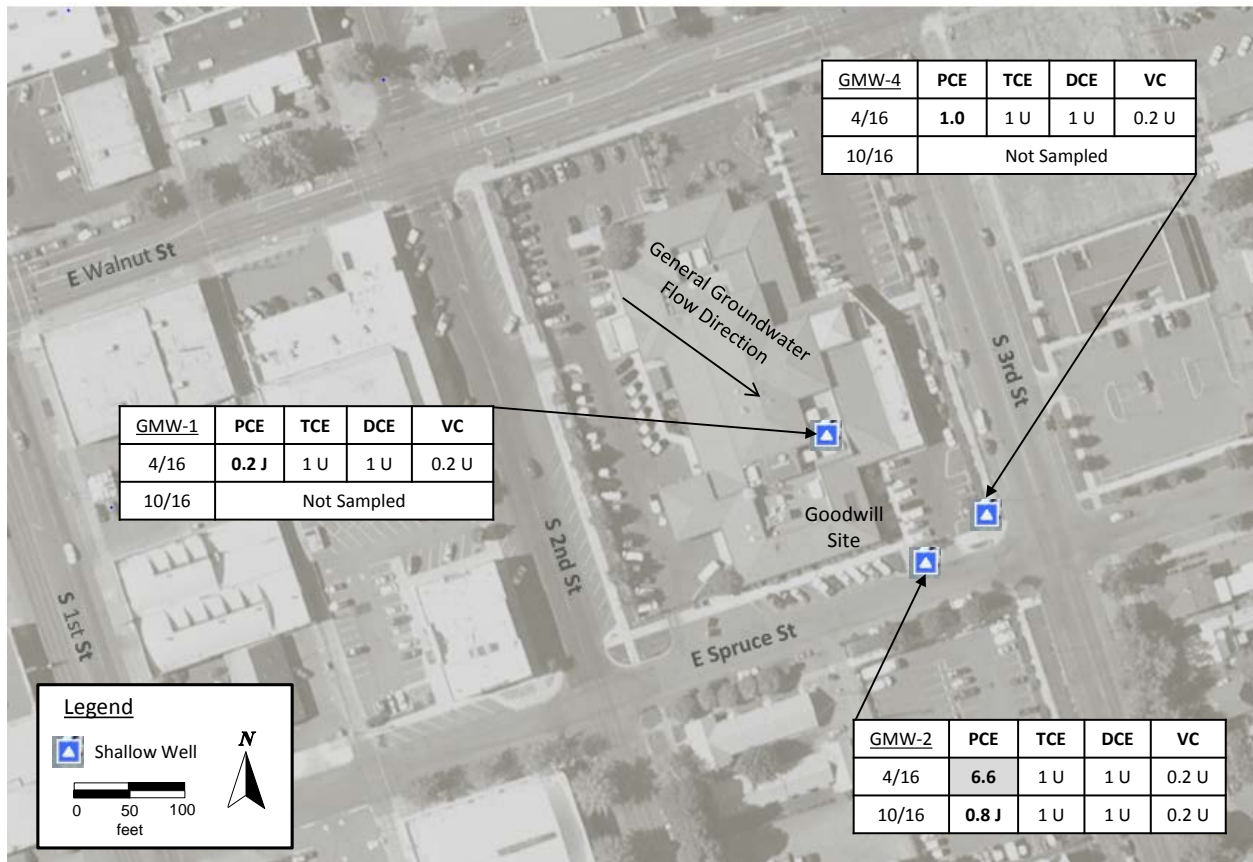 GMW-4 PCE TCE DCE VC
4/16 1.0 1 U 1 U 0.2 U
10/16 Not Sampled
E Walnut St
General Groundwater
Flow Direction
S 3rd St
GMW-1 PCE TCE DCE VC
4/16 0.2 J 1 U 1 U 0.2 U
10/16 Not Sampled
Goodwill
Site
S 2nd St
S 1st St
E Spruce St
Legend
Shallow Well
N
0 50 100
feet
GMW-2 PCE TCE DCE VC
4/16 6.6 1 U 1 U 0.2 U
10/16 0.8 J 1 U 1 U 0.2 U